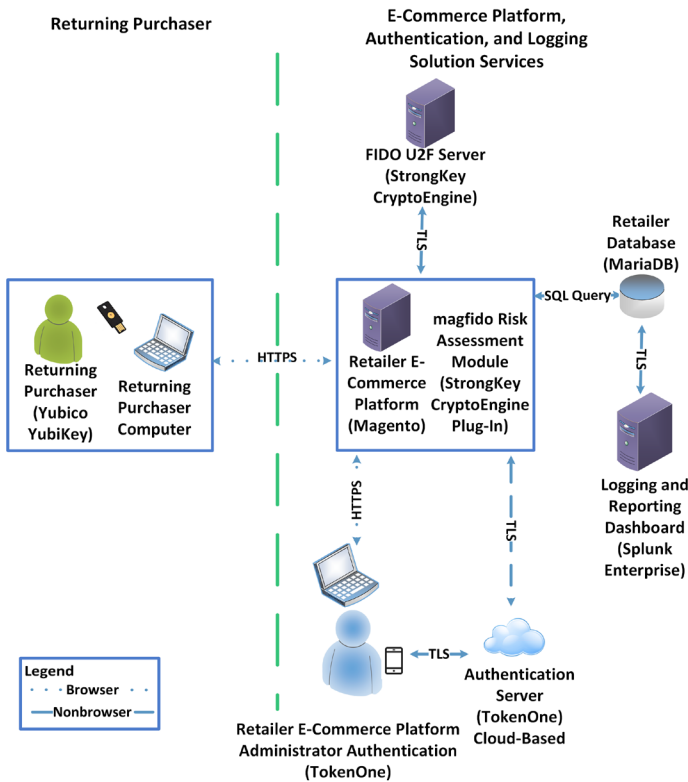 Returning Purchaser
E-Commerce Platform,
Authentication, and Logging
Solution Services
FIDO U2F Server
(StrongKey
CryptoEngine)
TLS
Retailer
Database
(MariaDB)
SQL Query
TLS
Returning
Purchaser
(Yubico
YubiKey)
Returning
Purchaser
Computer
HTTPS
Retailer E-
Commerce
Platform
(Magento)
magfido Risk
Assessment
Module
(StrongKey
CryptoEngine
Plug-In)
Logging and
Reporting
Dashboard
(Splunk
Enterprise)
HTTPS
TLS
TLS
Authentication
Server
(TokenOne)
Cloud-Based
Retailer E-Commerce Platform
Administrator Authentication
(TokenOne)
Legend
Browser
Nonbrowser